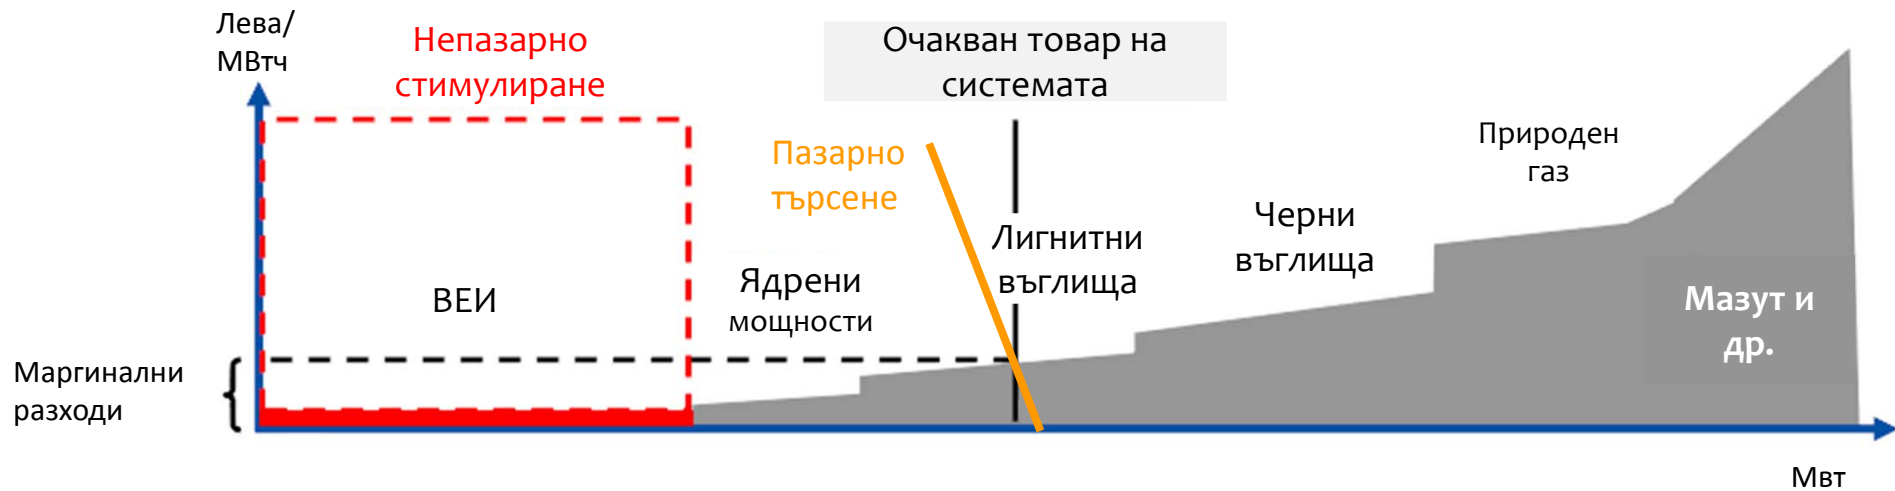 Лева/
МВтч
Непазарно
стимулиране
Очакван товар на
системата
Пазарно
търсене
Природен
газ
Черни
въглища
Лигнитни
въглища
Ядрени
мощности
ВЕИ
Мазут и
др.
Маргинални
разходи
Мвт